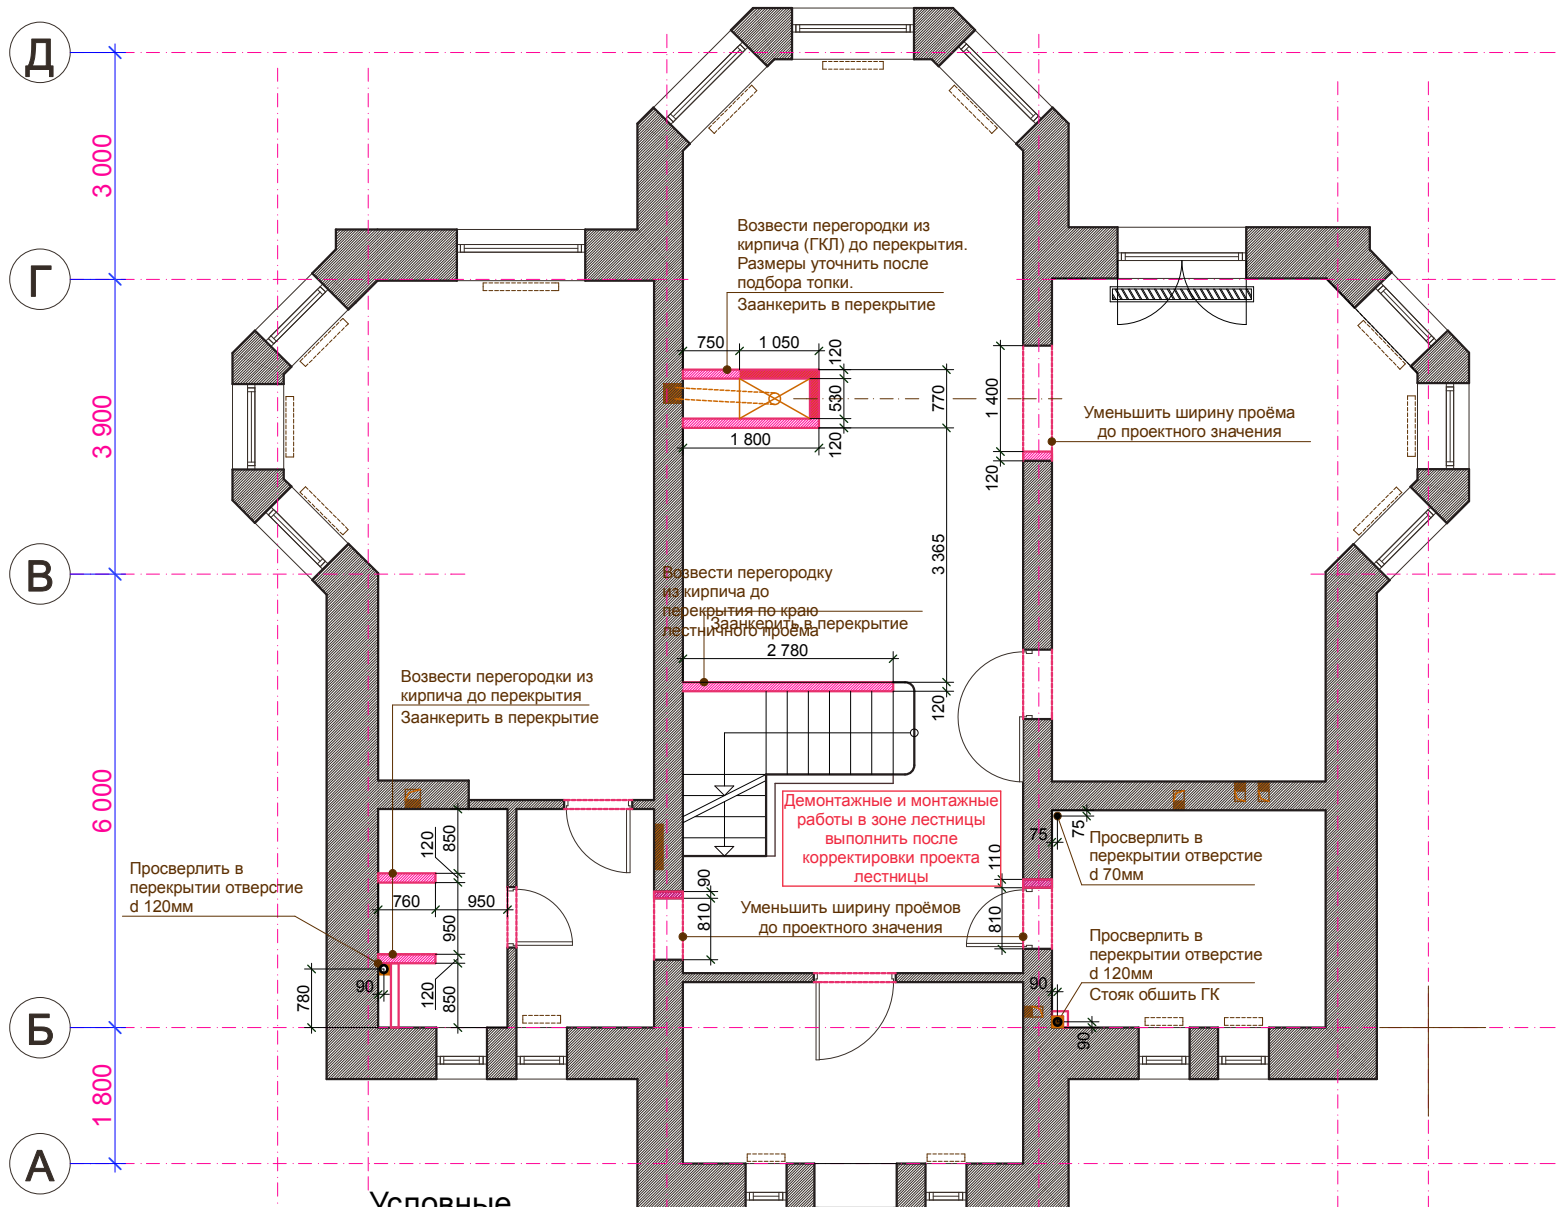 Д
3 000
Возвести перегородки из
кирпича (ГКЛ) до перекрытия.
Размеры уточнить после
подбора топки.
Заанкерить в перекрытие
Г
750
1 050
120
530
770
1 400
1 800
120
120
Уменьшить ширину проёма
до проектного значения
3 900
3 365
В
Возвести перегородку
из кирпича до
перекрытия по краю
лестничного проёма
Заанкерить в перекрытие
2 780
120
Возвести перегородки из
кирпича до перекрытия
Заанкерить в перекрытие
6 000
Демонтажные и монтажные
работы в зоне лестницы
выполнить после
корректировки проекта
лестницы
Просверлить в
перекрытии отверстие
d 120мм
120
850
760
950
950
120
850
780
90
90
810
Уменьшить ширину проёмов
до проектного значения
110
810
75
75
Просверлить в
перекрытии отверстие
d 70мм
Просверлить в
перекрытии отверстие
d 120мм
Стояк обшить ГК
90
90
Б
1 800
А
Условные